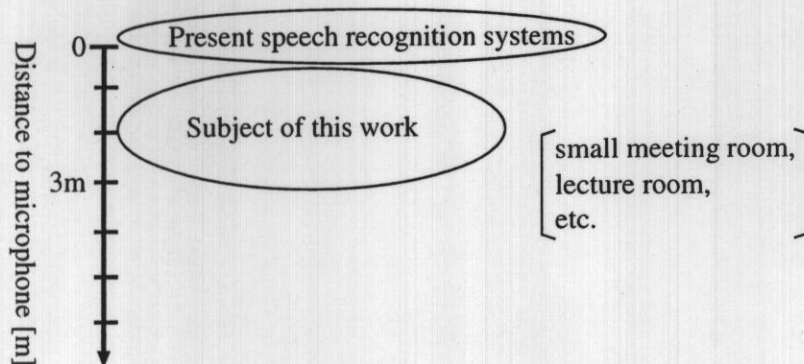 Present speech recognition systems
0
Subject of this work
small meeting room,
lecture room,
etc.
3m
Distance to microphone [m]